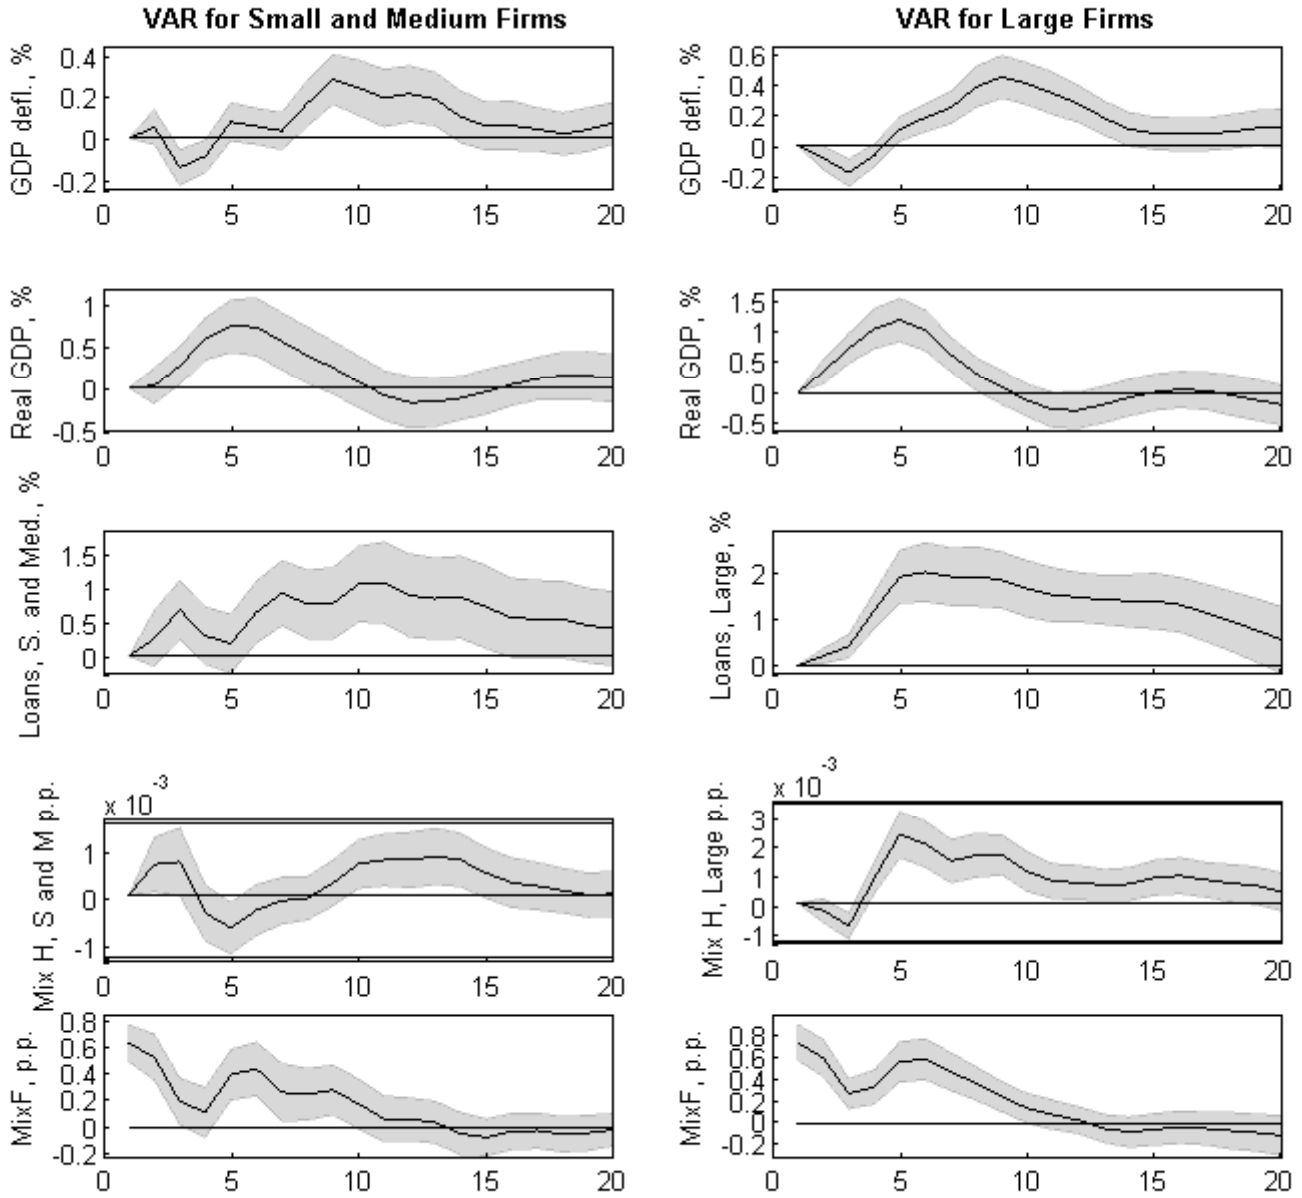 VAR for Small and Medium Firms
GDP defl., %
0.4
0.2
0
-0.2
0 5 10 15 20
Real GDP, %
1
0.5
0
-0.5
0 5 10 15 20
Loans, S. and Med., %
1.5
1
0.5
0
0 5 10 15 20
Mix H, S and M p.p.
x 10-3
1
0
-1
0 5 10 15 20
MixF, p.p.
0.8
0.6
0.4
0.2
0
-0.2
0 5 10 15 20
VAR for Large Firms
GDP defl., %
0.6
0.4
0.2
0
-0.2
0 5 10 15 20
Real GDP, %
1.5
1
0.5
0
-0.5
0 5 10 15 20
Loans, Large, %
2
1
0
0 5 10 15 20
Mix H, Large p.p.
x 10-3
3
2
1
0
-1
0 5 10 15 20
MixF, p.p.
0.8
0.6
0.4
0.2
0
-0.2
0 5 10 15 20